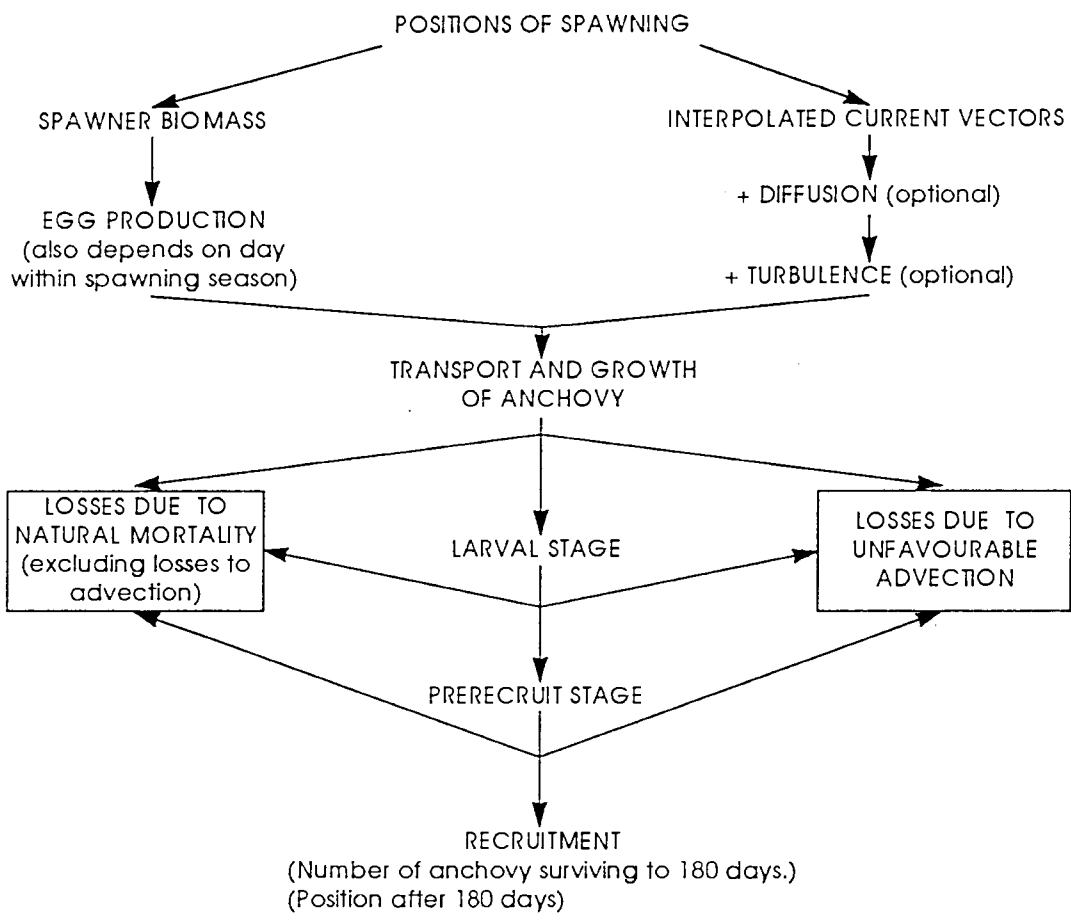 POSITIONS OF SPAWNING
SPAWNER BIOMASS
INTERPOLATED CURRENT VECTORS
+ DIFFUSION (optional)
EGG PRODUCTION
(also depends on day
within spawning season)
+ TURBULENCE (optional)
TRANSPORT AND GROWTH
OF ANCHOVY
LOSSES DUE TO
NATURAL MORTALITY
(excluding losses to
advection)
LARVAL STAGE
LOSSES DUE TO
UNFAVOURABLE
ADVECTION
PRERECRUIT STAGE
RECRUITMENT
(Number of anchovy surviving to 180 days.)
(Position after 180 days)